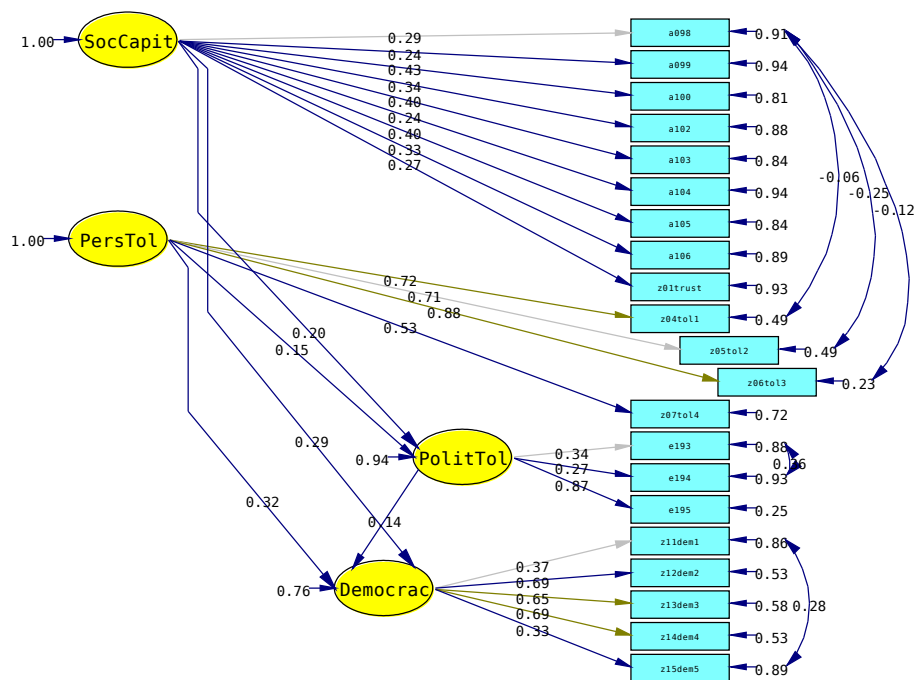 1.00 SocCapit 0.29 a098 0.91
0.24 a099 0.94
0.43 a100 0.81
0.34 a102 0.88
0.40 a103 0.84
0.24 a104 0.94
0.40 a105 0.84
0.33 a106 0.89
0.27 z01trust 0.93
-0.06
-0.25
-0.12
1.00 PersTol 0.72 z04tol1 0.49
0.71 z05tol2 0.49
0.88 z06tol3 0.23
0.53 z07tol4 0.72
0.20
0.15
0.29
0.32
0.94 PolitTol 0.34 e193 0.88
0.27 e194 0.93
0.87 e195 0.25
0.14
0.76 Democrac 0.37 z11dem1 0.86
0.69 z12dem2 0.53
0.65 z13dem3 0.58 0.28
0.69 z14dem4 0.53
0.33 z15dem5 0.89